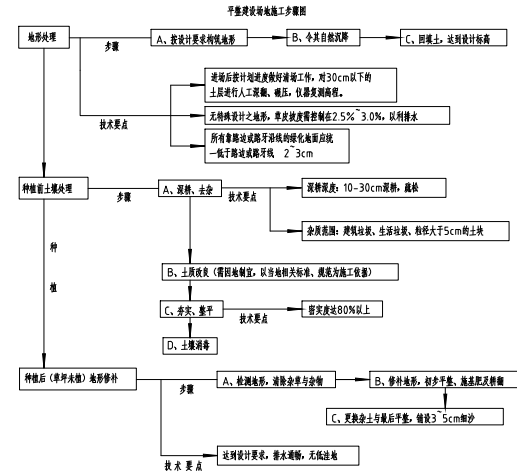 平整建设场地施工步骤图
地形处理
步骤
A、按设计要求构筑地形
B、令其自然沉降
C、回填土，达到设计标高
技术要点
进场后按计划进度做好清场工作，对30cm以下的
土层进行人工深翻、碾压，仪器复测高程。
无特殊设计之地形，草皮坡度需控制在2.5%~3.0%，以利排水
所有靠路边或路牙沿线的绿化地面应统
一低于路边或路牙线 2~3cm
种植前土壤处理
步骤
A、深耕、去杂
技术要点
深耕深度：10-30cm深耕，疏松
杂质范围：建筑垃圾、生活垃圾、粒径大于5cm的土块
种
植
B、土质改良（需因地制宜，以当地相关标准、规范为施工依据）
C、夯实、整平
技术要点
密实度达80%以上
D、土壤消毒
种植后（草坪未植）地形修补
步骤
A、检测地形，清除杂草与杂物
B、修补地形，初步平整、施基肥及耕翻
C、更换杂土与最后平整，铺设3~5cm细沙
技术要点
达到设计要求，排水通畅，无低洼地